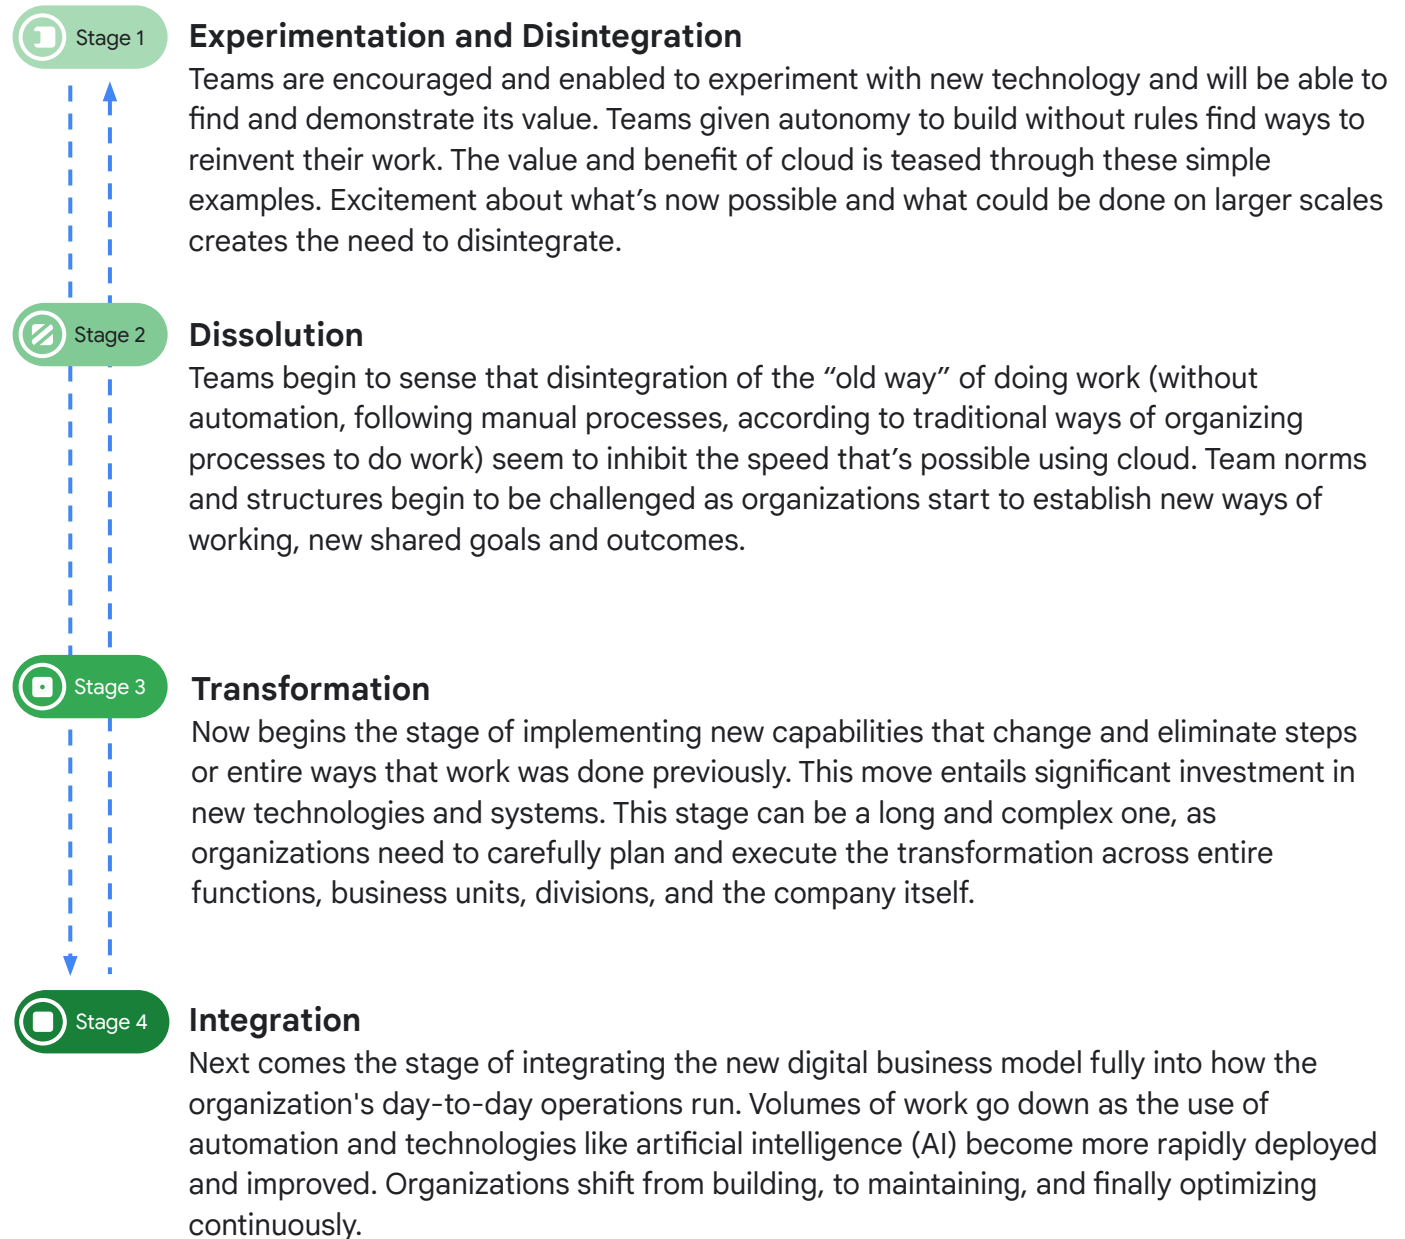 Stage 1
Experimentation and Disintegration
Teams are encouraged and enabled to experiment with new technology and will be able to
find and demonstrate its value. Teams given autonomy to build without rules find ways to
reinvent their work. The value and benefit of cloud is teased through these simple
examples. Excitement about what’s now possible and what could be done on larger scales
creates the need to disintegrate.
Stage 2
Dissolution
Teams begin to sense that disintegration of the “old way” of doing work (without
automation, following manual processes, according to traditional ways of organizing
processes to do work) seem to inhibit the speed that’s possible using cloud. Team norms
and structures begin to be challenged as organizations start to establish new ways of
working, new shared goals and outcomes.
Stage 3
Transformation
Now begins the stage of implementing new capabilities that change and eliminate steps
or entire ways that work was done previously. This move entails significant investment in
new technologies and systems. This stage can be a long and complex one, as
organizations need to carefully plan and execute the transformation across entire
functions, business units, divisions, and the company itself.
Stage 4
Integration
Next comes the stage of integrating the new digital business model fully into how the
organization's day-to-day operations run. Volumes of work go down as the use of
automation and technologies like artificial intelligence (AI) become more rapidly deployed
and improved. Organizations shift from building, to maintaining, and finally optimizing
continuously.